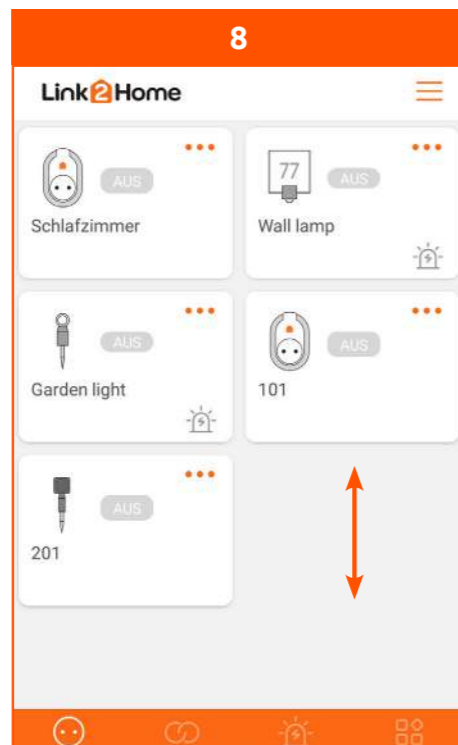 8
Link2Home
AUS
Schlafzimmer
77
AUS
Wall lamp
AUS
Garden light
AUS
101
AUS
201